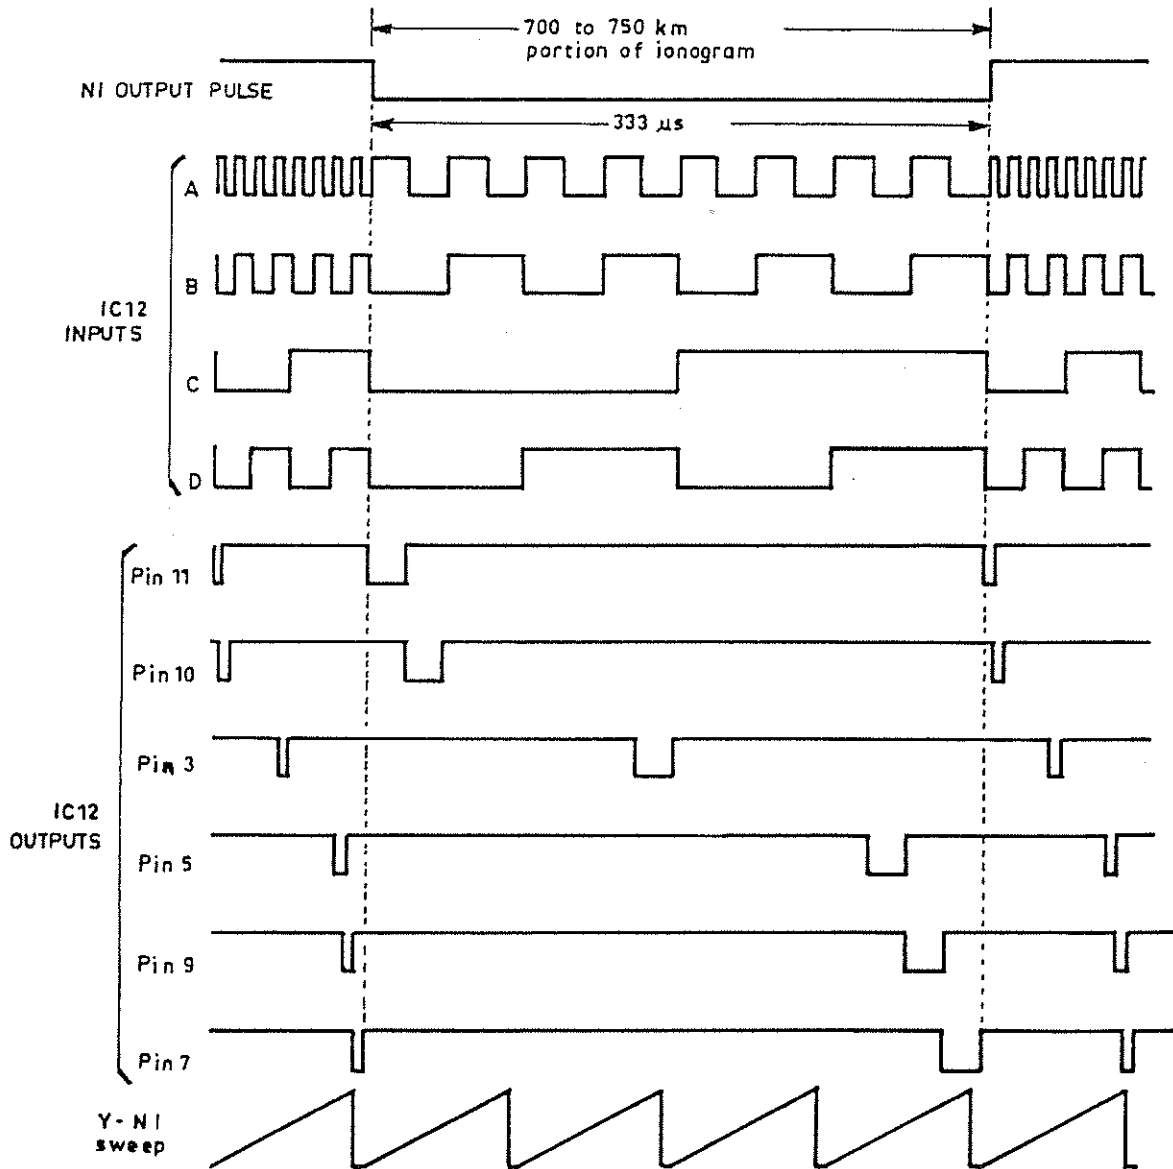 700 to 750 km
portion of ionogram
NI OUTPUT PULSE
333 µs
A
B
IC12
INPUTS
C
D
Pin 11
Pin 10
Pin 3
IC12
OUTPUTS
Pin 5
Pin 9
Pin 7
Y-NI
sweep